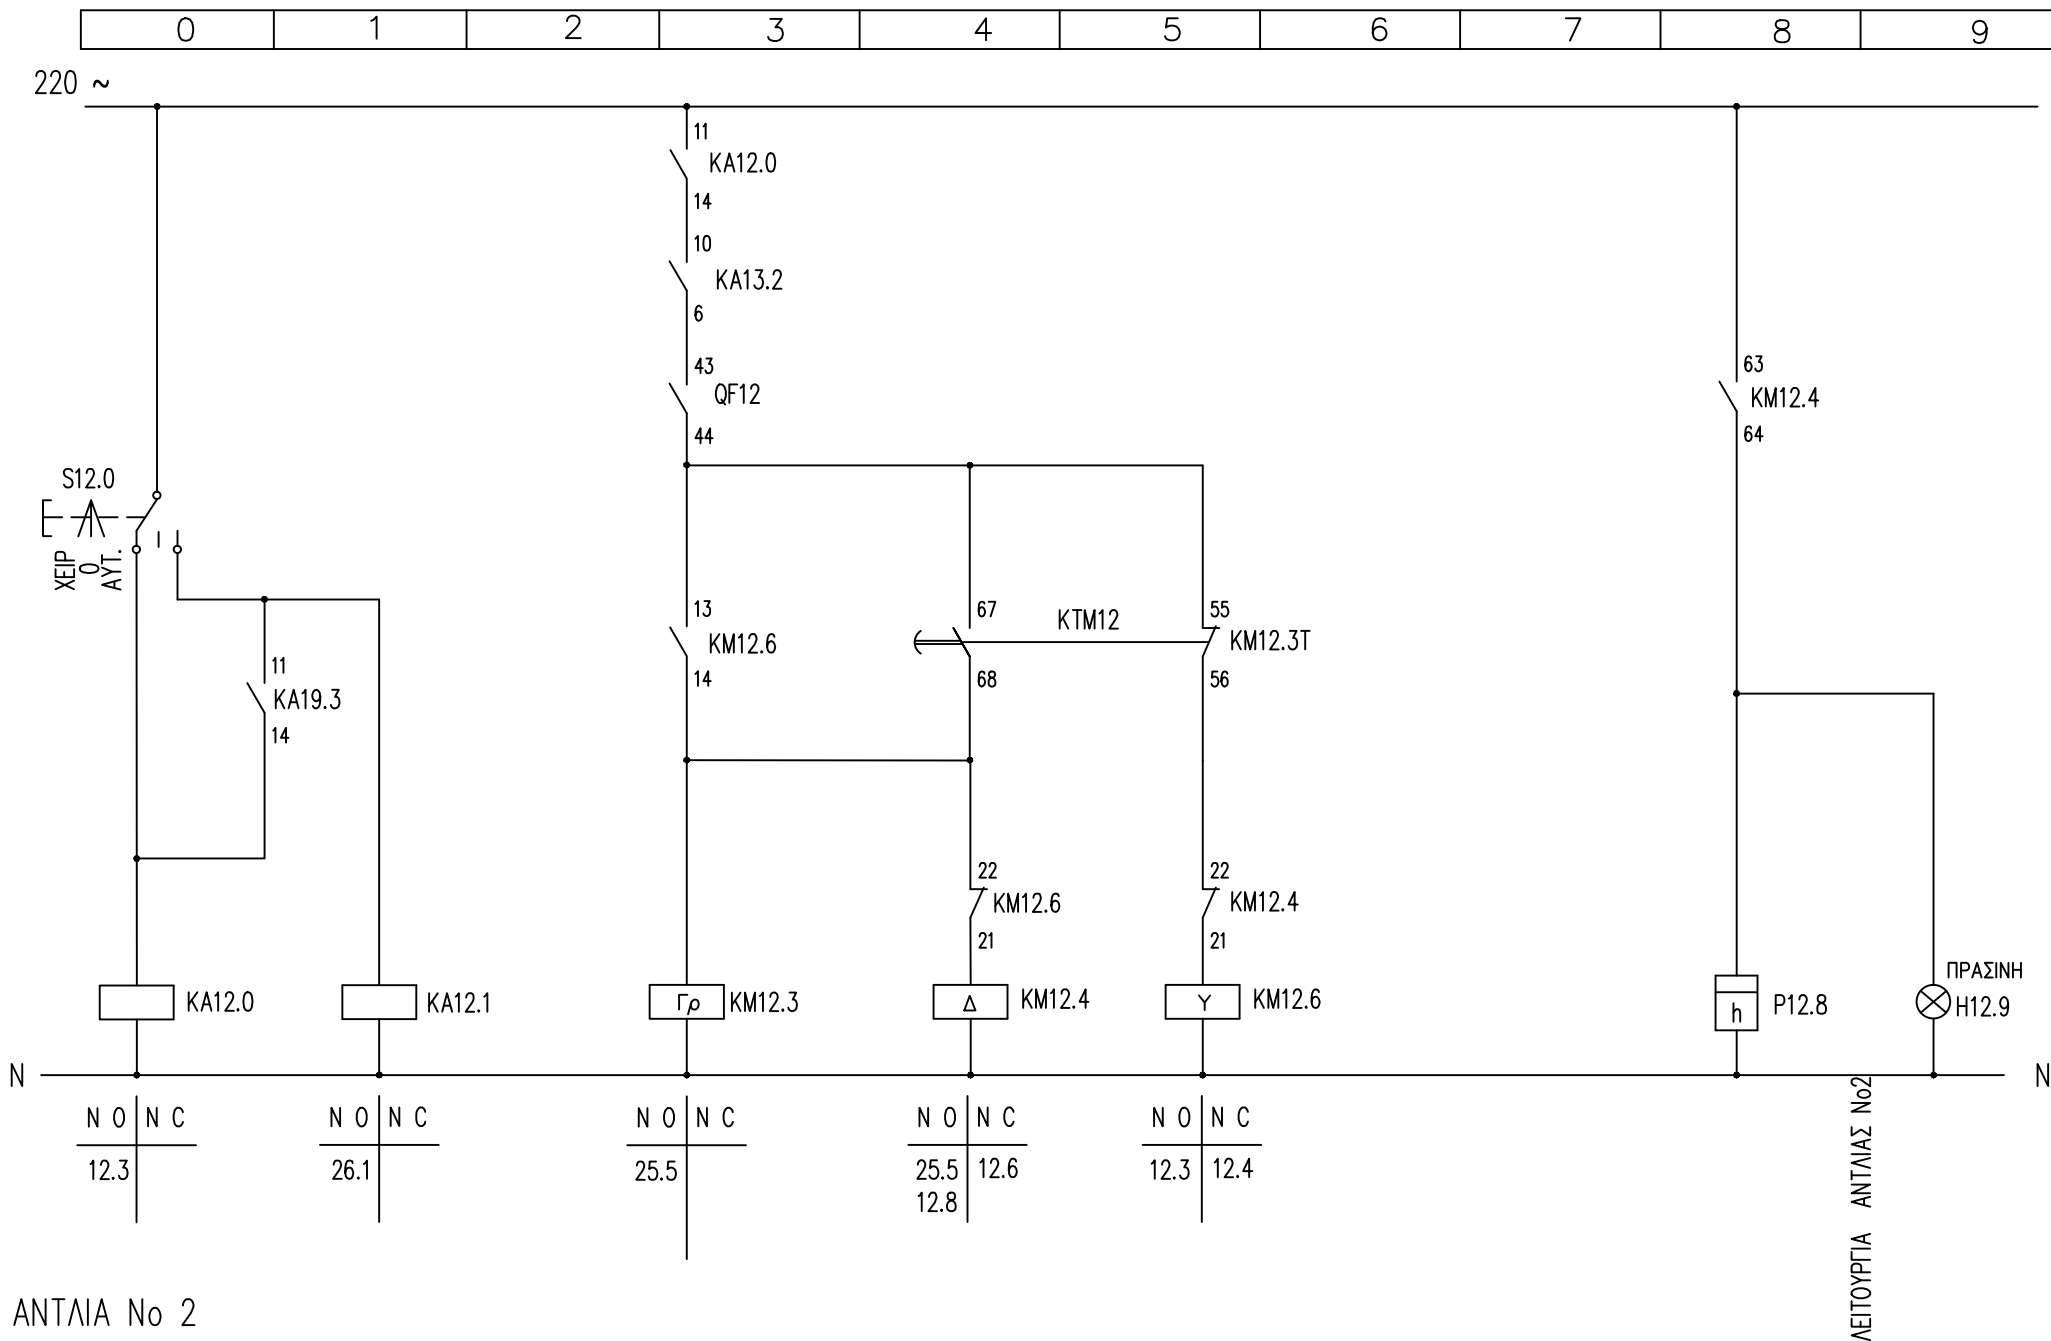 0 1 2 3 4 5 6 7 8 9
220 ~
11
KA12.0
14
10
KA13.2
6
43
QF12
44
63
KM12.4
64
S12.0
ΧΕΙΡ
0
ΑΥΤ.
I
11
KA19.3
14
13
KM12.6
14
67
KTM12
68
55
KM12.3T
56
22
KM12.6
21
22
KM12.4
21
KA12.0
KA12.1
Γρ KM12.3
Δ KM12.4
Y KM12.6
h P12.8
ΠΡΑΣΙΝΗ
H12.9
N N
N O N C
12.3
N O N C
26.1
N O N C
25.5
N O N C
25.5 12.6
12.8
N O N C
12.3 12.4
ΛΕΙΤΟΥΡΓΙΑ ΑΝΤΛΙΑΣ Νο2
ΑΝΤΛΙΑ Νο 2